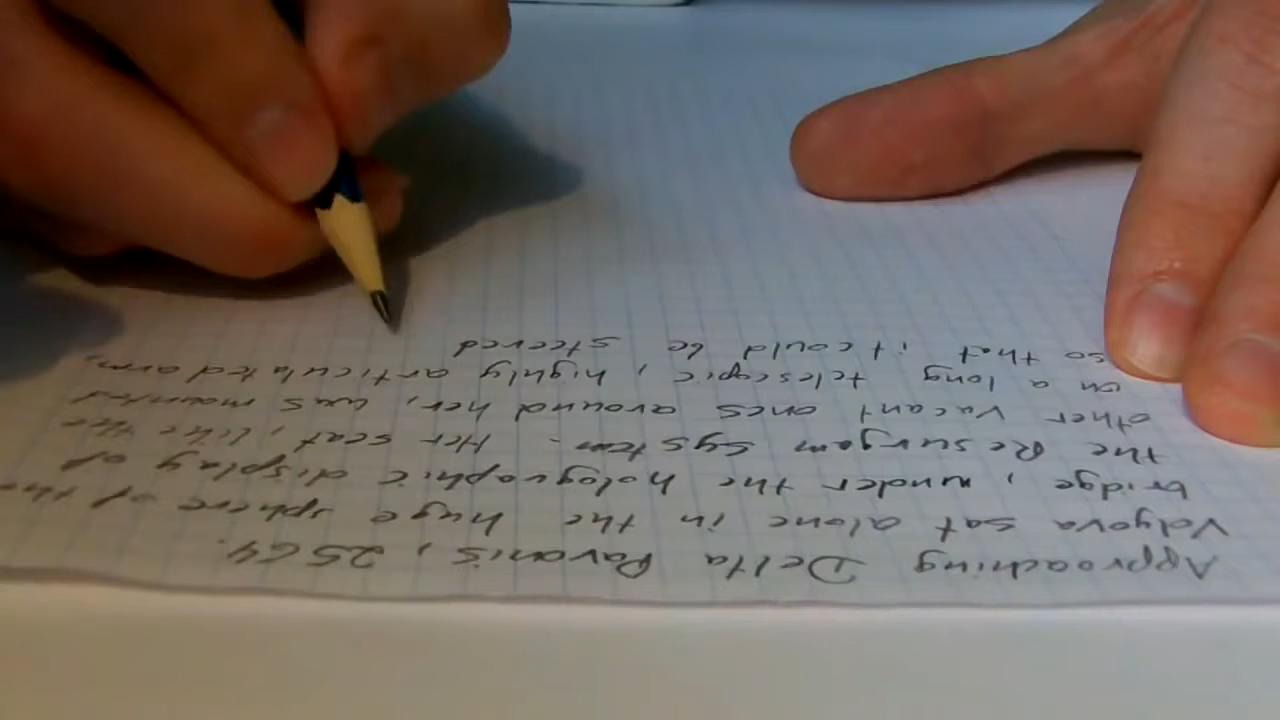 Approaching Delta Pavonis, 2564.
Volyova sat alone in the huge sphere of the
bridge, under the holographic display of
the Resurgam system. Her seat, like the
other vacant ones around her, was mounted
on a long telescopic, highly articulated arm,
so that it could be steered